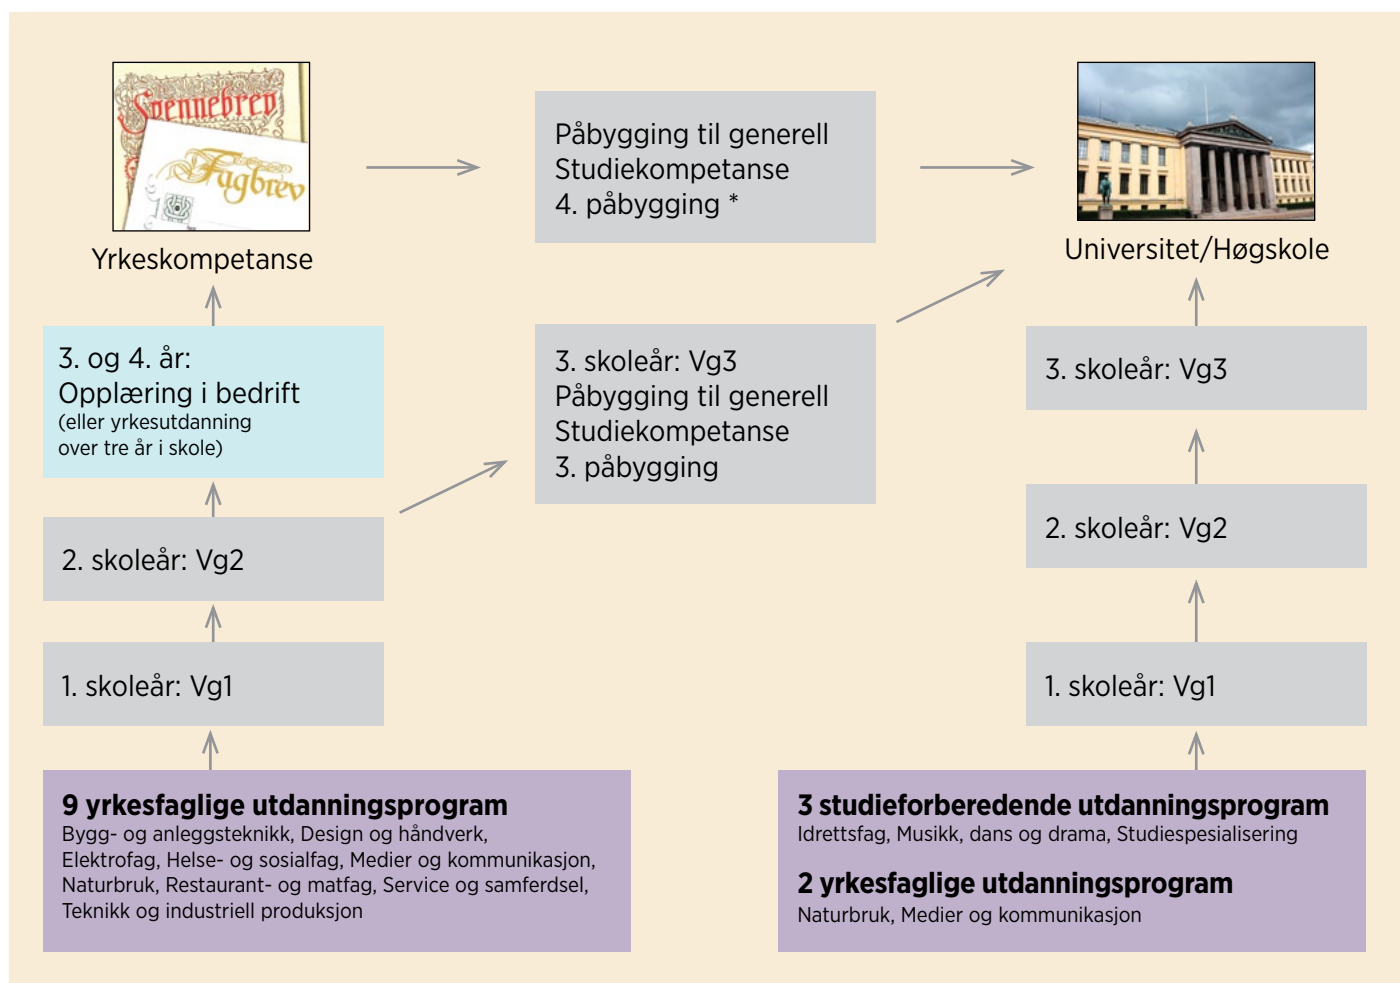 Svennebrev
Fagbrev
Yrkeskompetanse
Påbygging til generell
Studiekompetanse
4. påbygging *
Universitet/Høgskole
3. og 4. år:
Opplæring i bedrift
(eller yrkesutdanning
over tre år i skole)
3. skoleår: Vg3
Påbygging til generell
Studiekompetanse
3. påbygging
3. skoleår: Vg3
2. skoleår: Vg2
2. skoleår: Vg2
1. skoleår: Vg1
1. skoleår: Vg1
9 yrkesfaglige utdanningsprogram
Bygg- og anleggsteknikk, Design og håndverk,
Elektrofag, Helse- og sosialfag, Medier og kommunikasjon,
Naturbruk, Restaurant- og matfag, Service og samferdsel,
Teknikk og industriell produksjon
3 studieforberedende utdanningsprogram
Idrettsfag, Musikk, dans og drama, Studiespesialisering
2 yrkesfaglige utdanningsprogram
Naturbruk, Medier og kommunikasjon